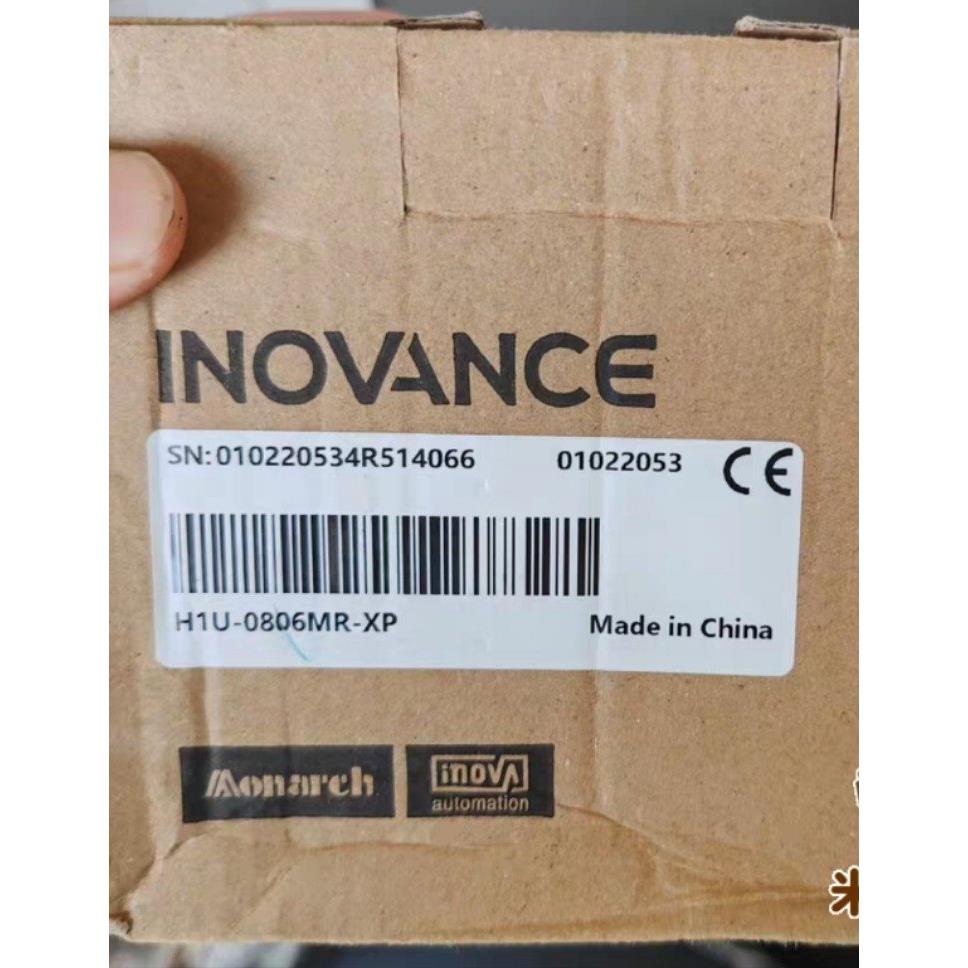 INOVANCE
SN:010220534R514066 01022053 CE
H1U-0806MR-XP Made in China
Monarch inovA
automation